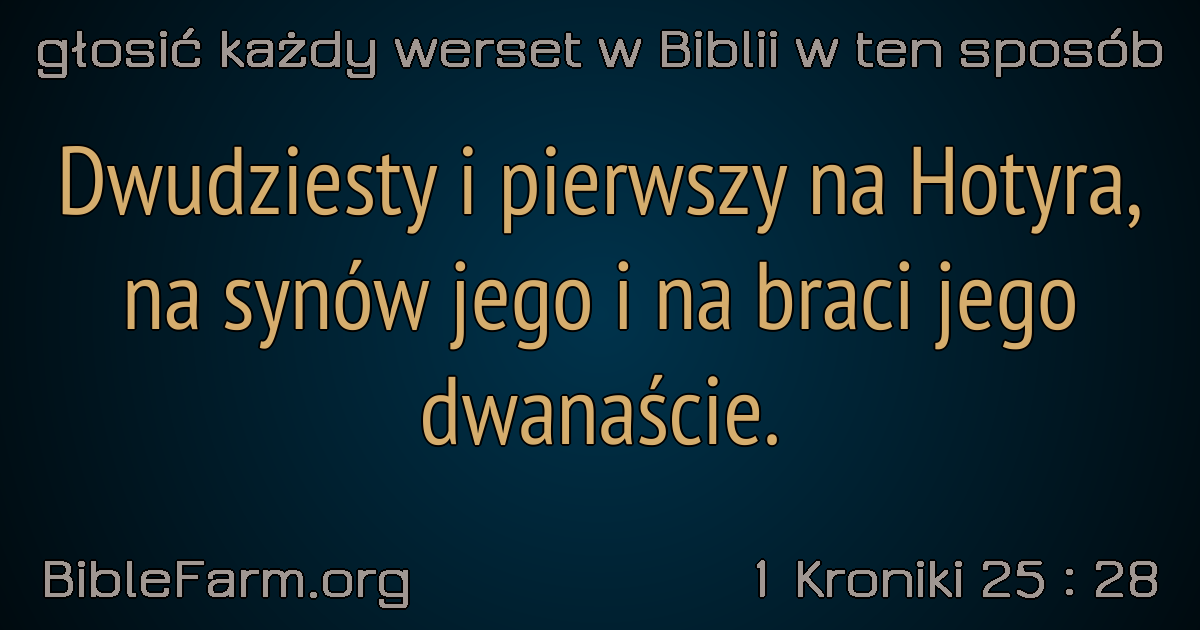 głosić każdy werset w Biblii w ten sposób
Dwudziesty i pierwszy na Hotyra,
na synów jego i na braci jego
dwanaście.
BibleFarm.org
1 Kroniki 25 : 28